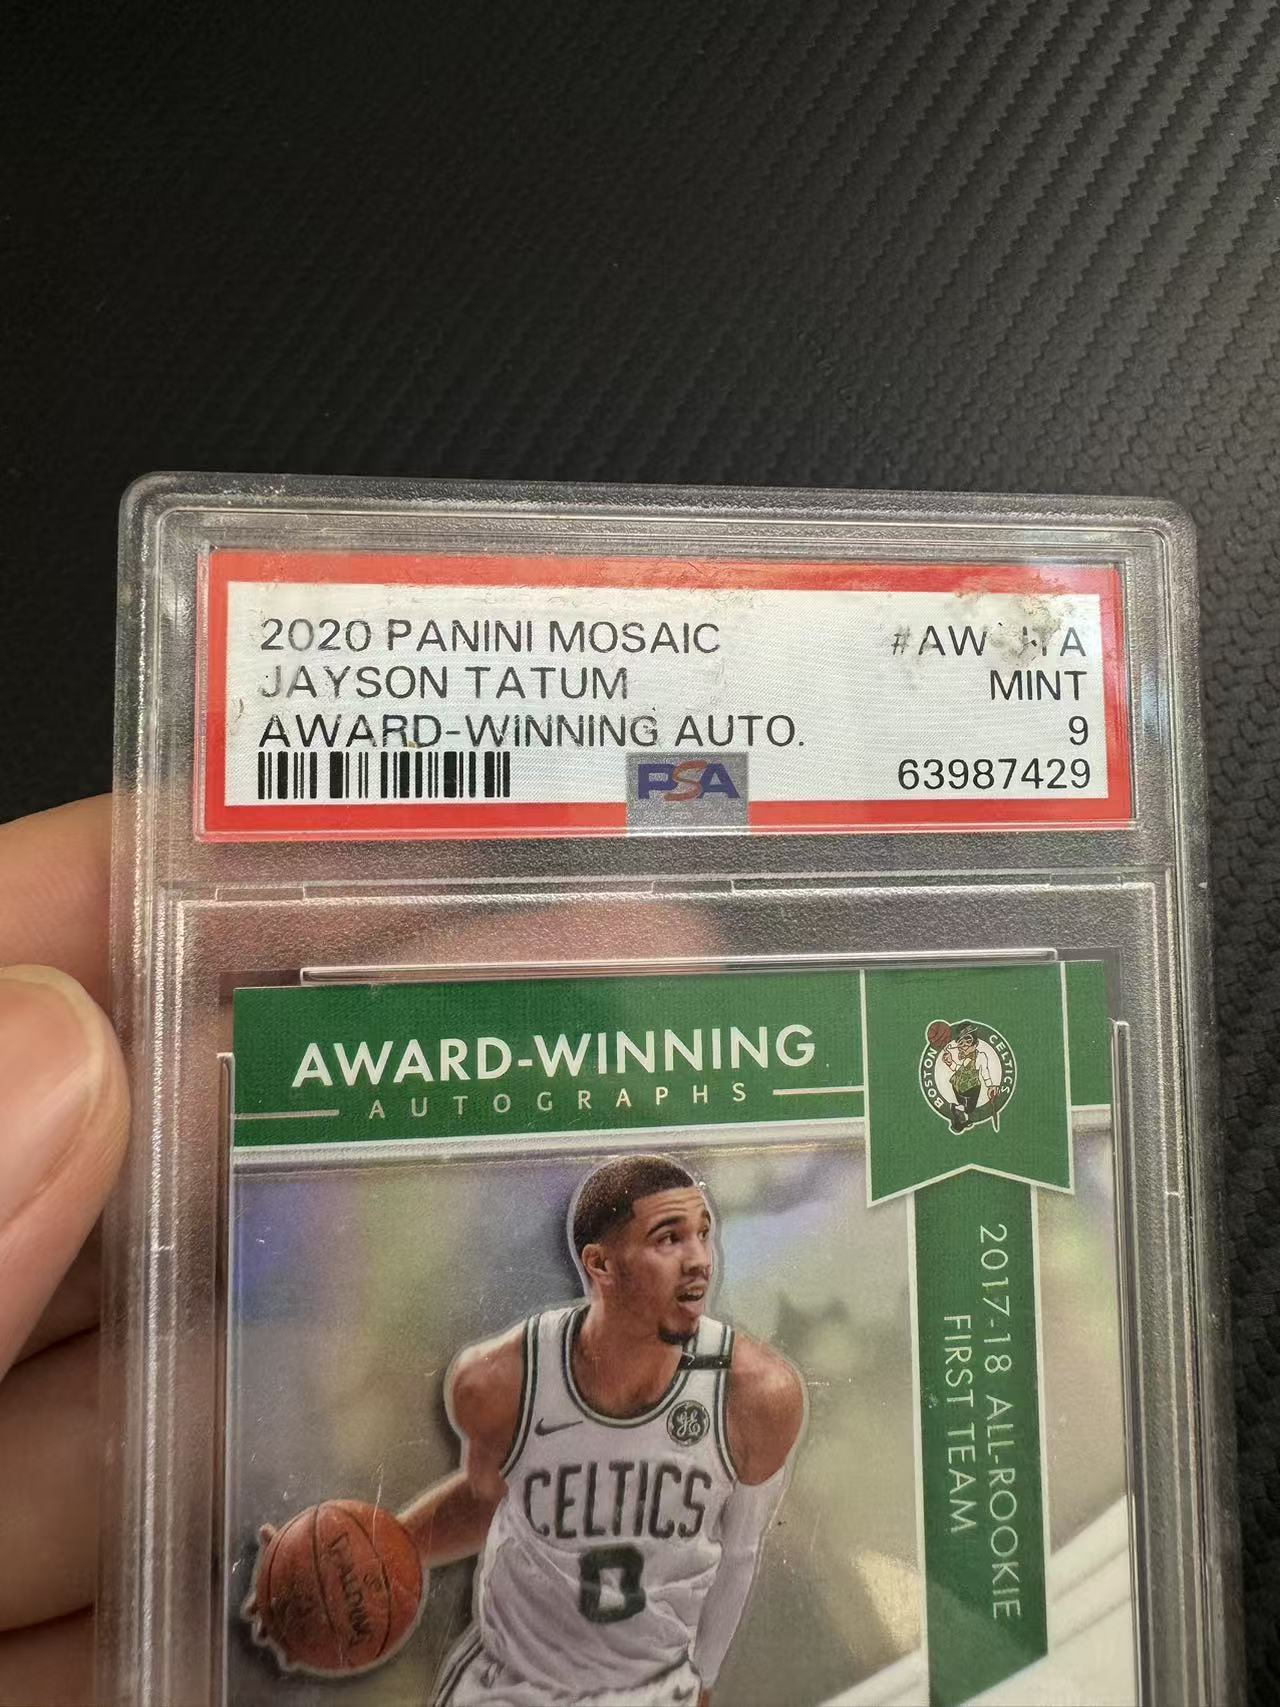 2020 PANINI MOSAIC
JAYSON TATUM
AWARD-WINNING AUTO.
MINT
9
63987429
PSA
AWARD-WINNING
AUTOGRAPHS
BOSTON CELTICS
2017-18 ALL-ROOKIE
FIRST TEAM
CELTICS
0
SPALDING